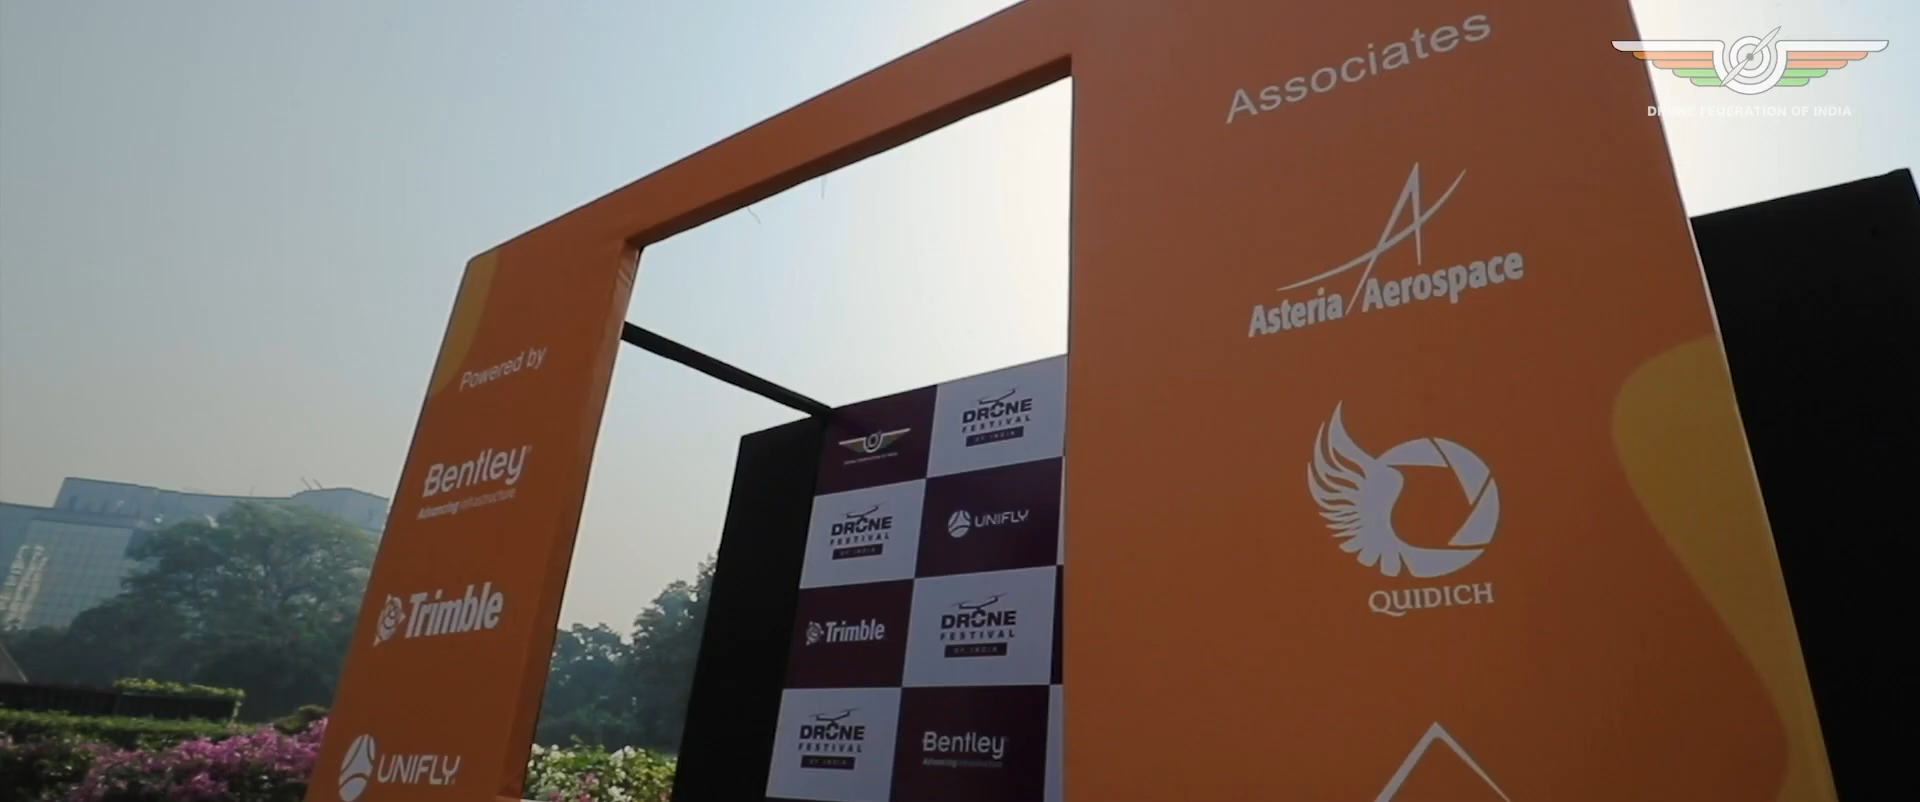 DRONE FEDERATION OF INDIA
Associates
Asteria Aerospace
QUIDICH
Powered by
Bentley
Advancing infrastructure
Trimble
UNIFLY
DRONE
FESTIVAL
OF INDIA
DRONE
FESTIVAL
OF INDIA
UNIFLY
Trimble
DRONE
FESTIVAL
OF INDIA
DRONE
FESTIVAL
OF INDIA
Bentley
Advancing infrastructure